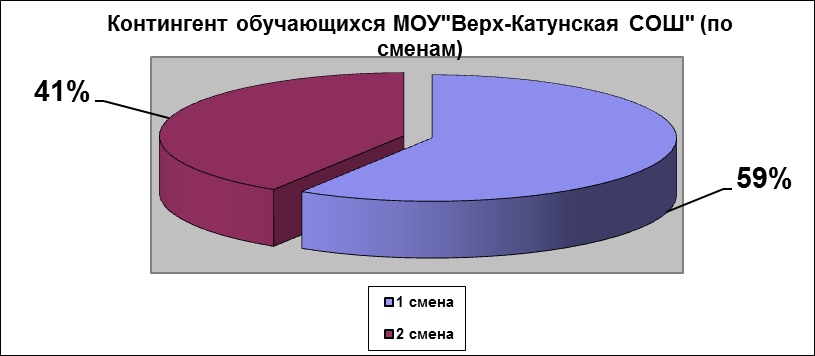 Контингент обучающихся МОУ"Верх-Катунская СОШ" (по
сменам)
41%
59%
1 смена
2 смена